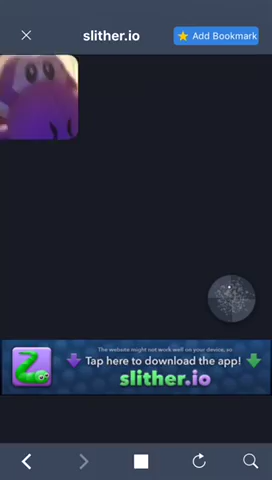 slither.io
Add Bookmark
The website might not work well on your device, so
Tap here to download the app!
slither.io